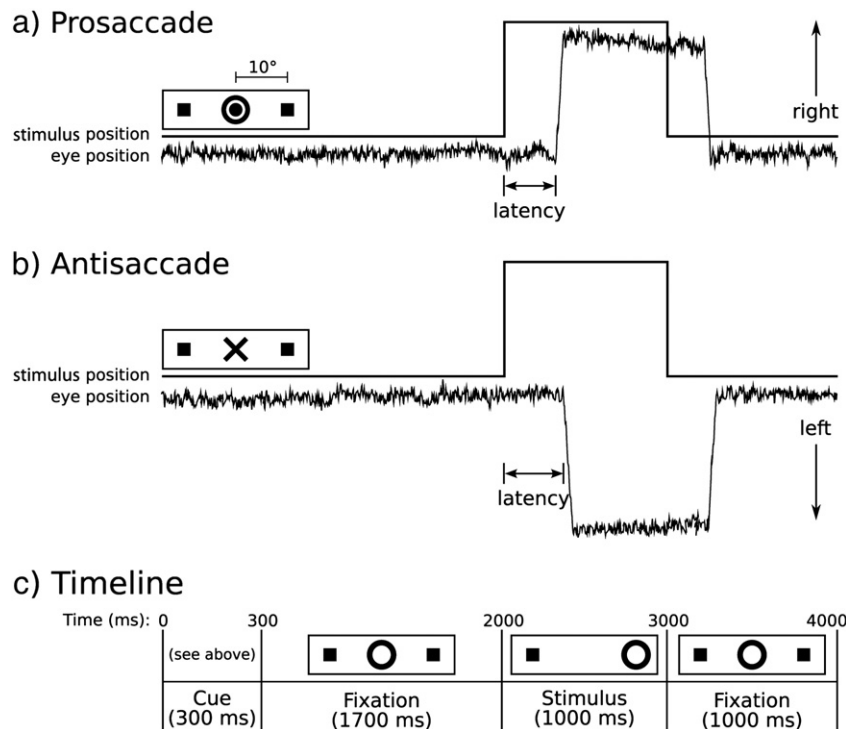 a) Prosaccade
10°
stimulus position
eye position
right
latency
b) Antisaccade
stimulus position
eye position
left
latency
c) Timeline
Time (ms): 0 300 2000 3000 4000
(see above)
Cue Fixation Stimulus Fixation
(300 ms) (1700 ms) (1000 ms) (1000 ms)